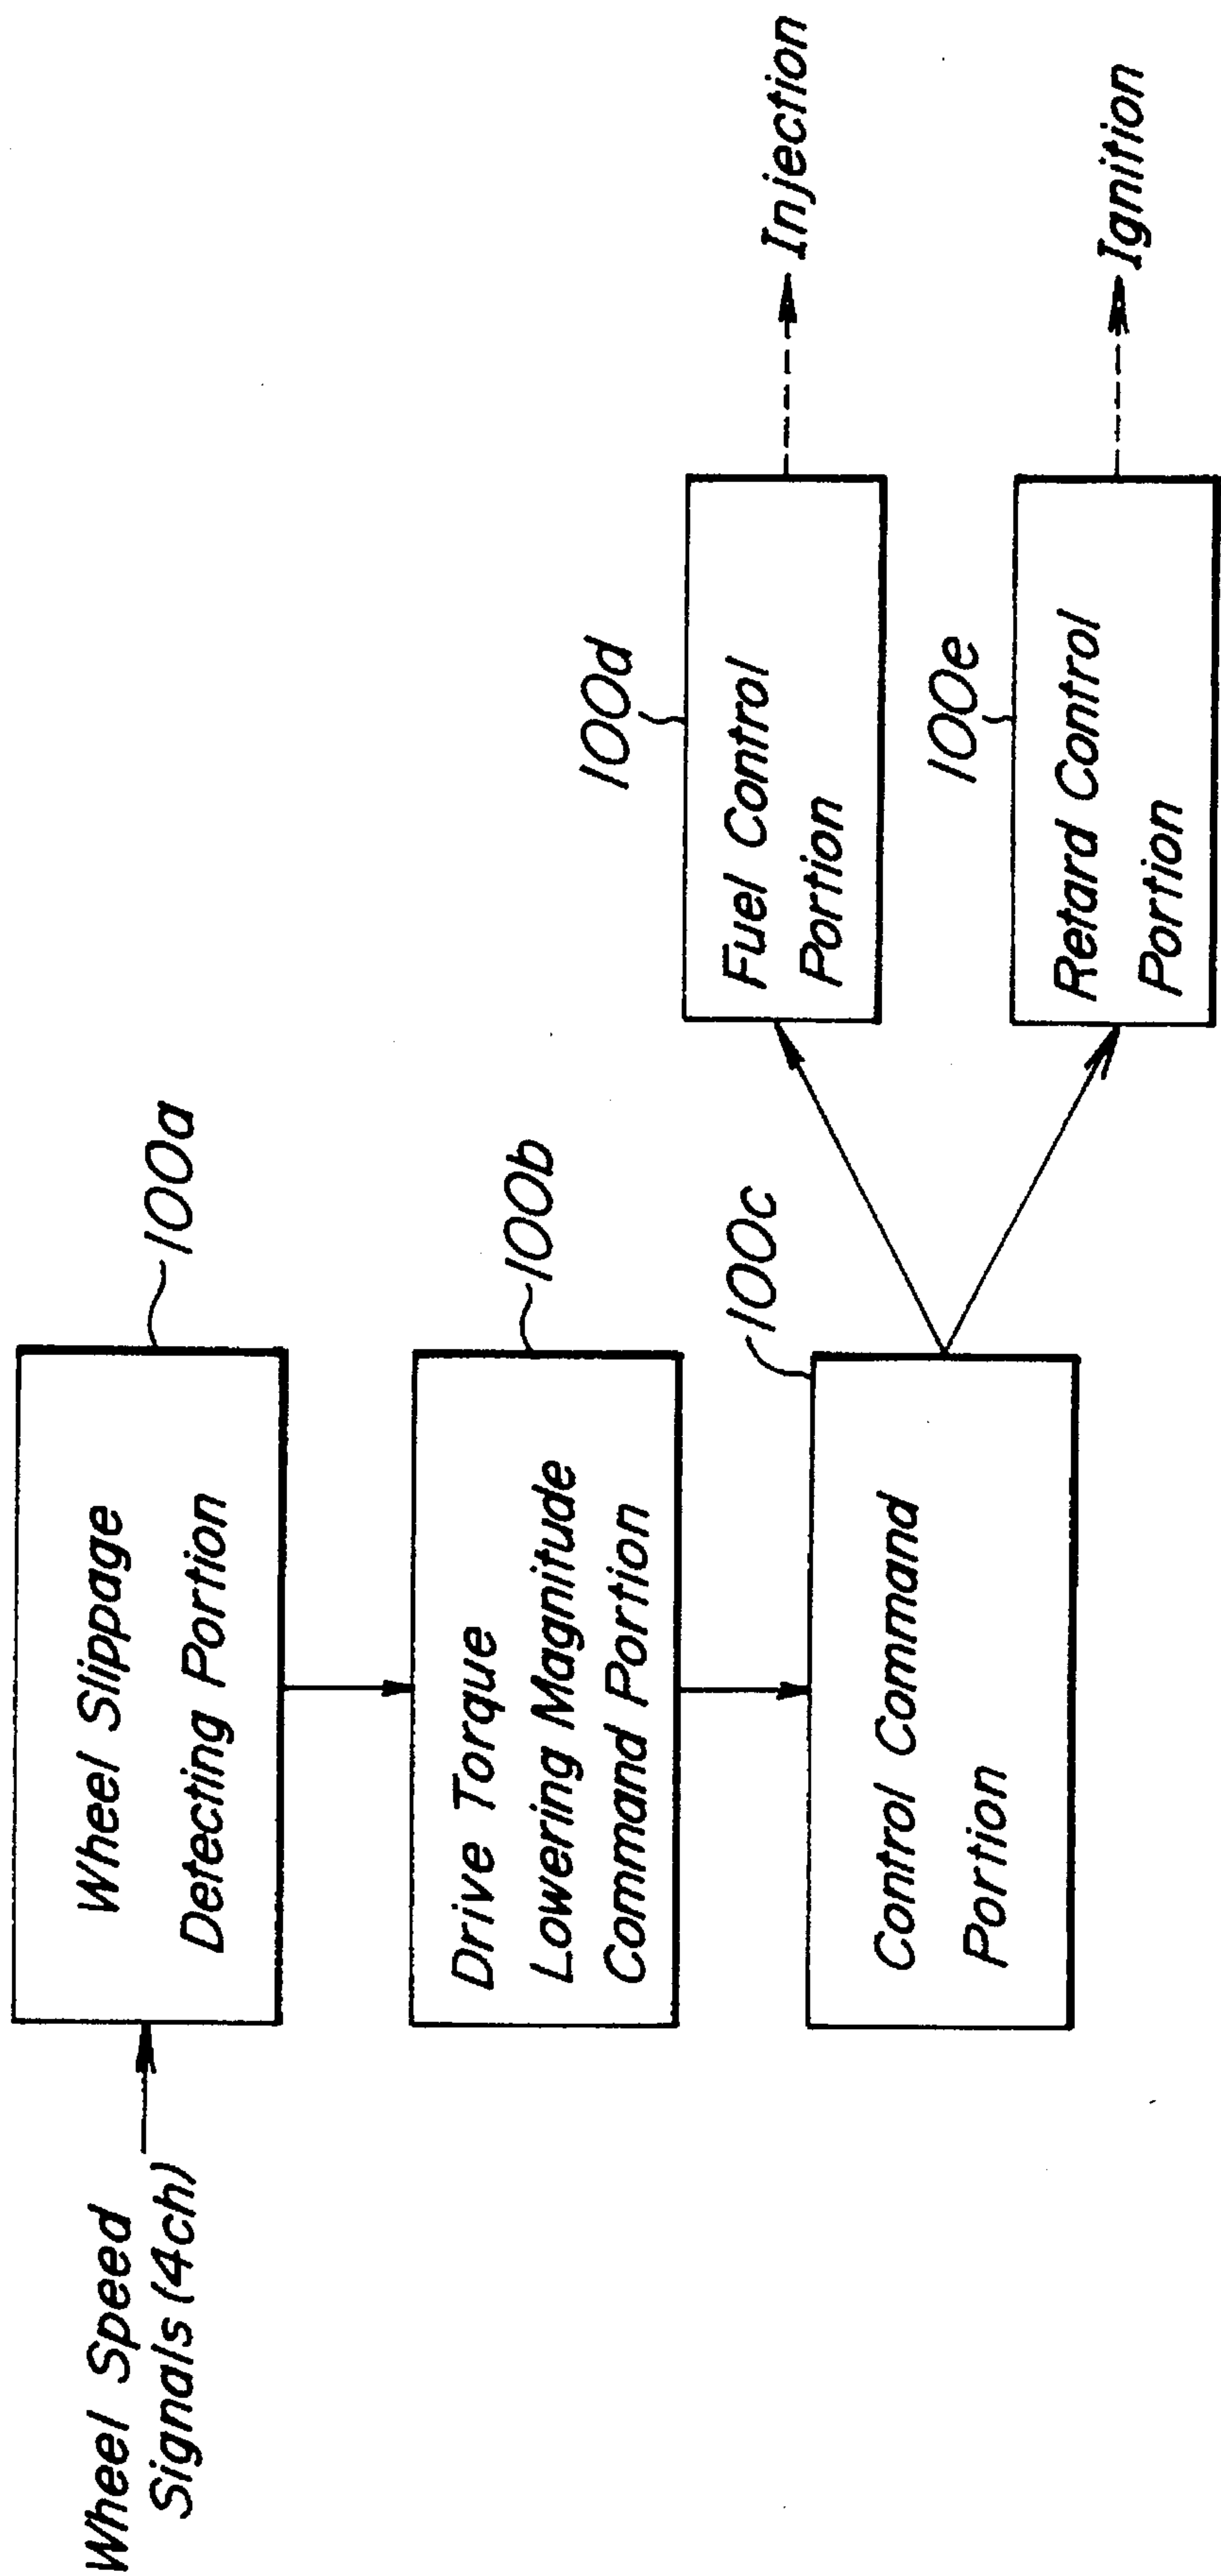 Wheel Speed
Signals (4ch)
Wheel Slippage
Detecting Portion
100a
Drive Torque
Lowering Magnitude
Command Portion
100b
Control Command
Portion
100c
Fuel Control
Portion
100d
Injection
Retard Control
Portion
100e
Ignition